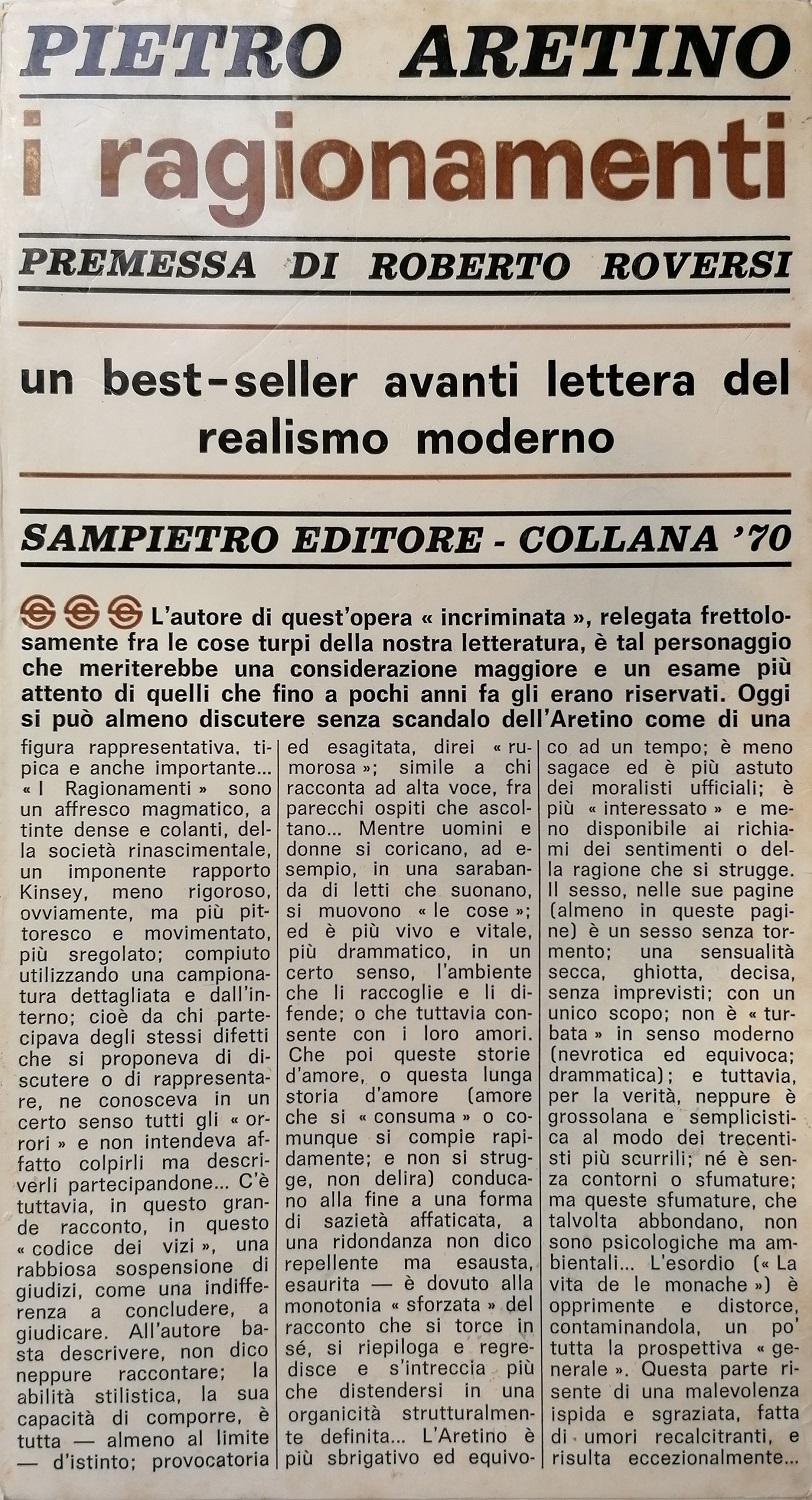 PIETRO ARETINO
i ragionamenti
PREMESSA DI ROBERTO ROVERSI
un best-seller avanti lettera del
realismo moderno
SAMPIETRO EDITORE - COLLANA '70
L'autore di quest'opera « incriminata », relegata frettolo-
samente fra le cose turpi della nostra letteratura, è tal personaggio
che meriterebbe una considerazione maggiore e un esame più
attento di quelli che fino a pochi anni fa gli erano riservati. Oggi
si può almeno discutere senza scandalo dell'Aretino come di una
figura rappresentativa, ti-
pica e anche importante...
« I Ragionamenti » sono
un affresco magmatico, a
tinte dense e colanti, del-
la società rinascimentale,
un imponente rapporto
Kinsey, meno rigoroso,
ovviamente, ma più pit-
toresco e movimentato,
più sregolato; compiuto
utilizzando una campiona-
tura dettagliata e dall'in-
terno; cioè da chi parte-
cipava degli stessi difetti
che si proponeva di di-
scutere o di rappresenta-
re, ne conosceva in un
certo senso tutti gli « or-
rori » e non intendeva af-
fatto colpirli ma descri-
verli partecipandone... C'è
tuttavia, in questo gran-
de racconto, in questo
« codice dei vizi », una
rabbiosa sospensione di
giudizi, come una indiffe-
renza a concludere, a
giudicare. All'autore ba-
sta descrivere, non dico
neppure raccontare; la
abilità stilistica, la sua
capacità di comporre, è
tutta — almeno al limite
— d'istinto; provocatoria
ed esagitata, direi « ru-
morosa »; simile a chi
racconta ad alta voce, fra
parecchi ospiti che ascol-
tano... Mentre uomini e
donne si coricano, ad e-
sempio, in una saraban-
da di letti che suonano,
si muovono « le cose »;
ed è più vivo e vitale,
più drammatico, in un
certo senso, l'ambiente
che li raccoglie e li di-
fende; o che tuttavia con-
sente con i loro amori.
Che poi queste storie
d'amore, o questa lunga
storia d'amore (amore
che si « consuma » o co-
munque si compie rapi-
damente; e non si strug-
ge, non delira) conduca-
no alla fine a una forma
di sazietà affaticata, a
una ridondanza non dico
repellente ma esausta,
esaurita — è dovuto alla
monotonia « sforzata » del
racconto che si torce in
sé, si riepiloga e regre-
disce e s'intreccia più
che distendersi in una
organicità strutturalmen-
te definita... L'Aretino è
più sbrigativo ed equivo-
co ad un tempo; è meno
sagace ed è più astuto
dei moralisti ufficiali; è
più « interessato » e me-
no disponibile ai richia-
mi dei sentimenti o del-
la ragione che si strugge.
Il sesso, nelle sue pagine
(almeno in queste pagi-
ne) è un sesso senza tor-
mento; una sensualità
secca, ghiotta, decisa,
senza imprevisti; con un
unico scopo; non è « tur-
bata » in senso moderno
(nevrotica ed equivoca;
drammatica); e tuttavia,
per la verità, neppure è
grossolana e semplicisti-
ca al modo dei trecenti-
sti più scurrili; né è sen-
za contorni o sfumature;
ma queste sfumature, che
talvolta abbondano, non
sono psicologiche ma am-
bientali... L'esordio (« La
vita de le monache ») è
opprimente e distorce,
contaminandola, un po'
tutta la prospettiva « ge-
nerale ». Questa parte ri-
sente di una malevolenza
ispida e sgraziata, fatta
di umori recalcitranti, e
risulta eccezionalmente...